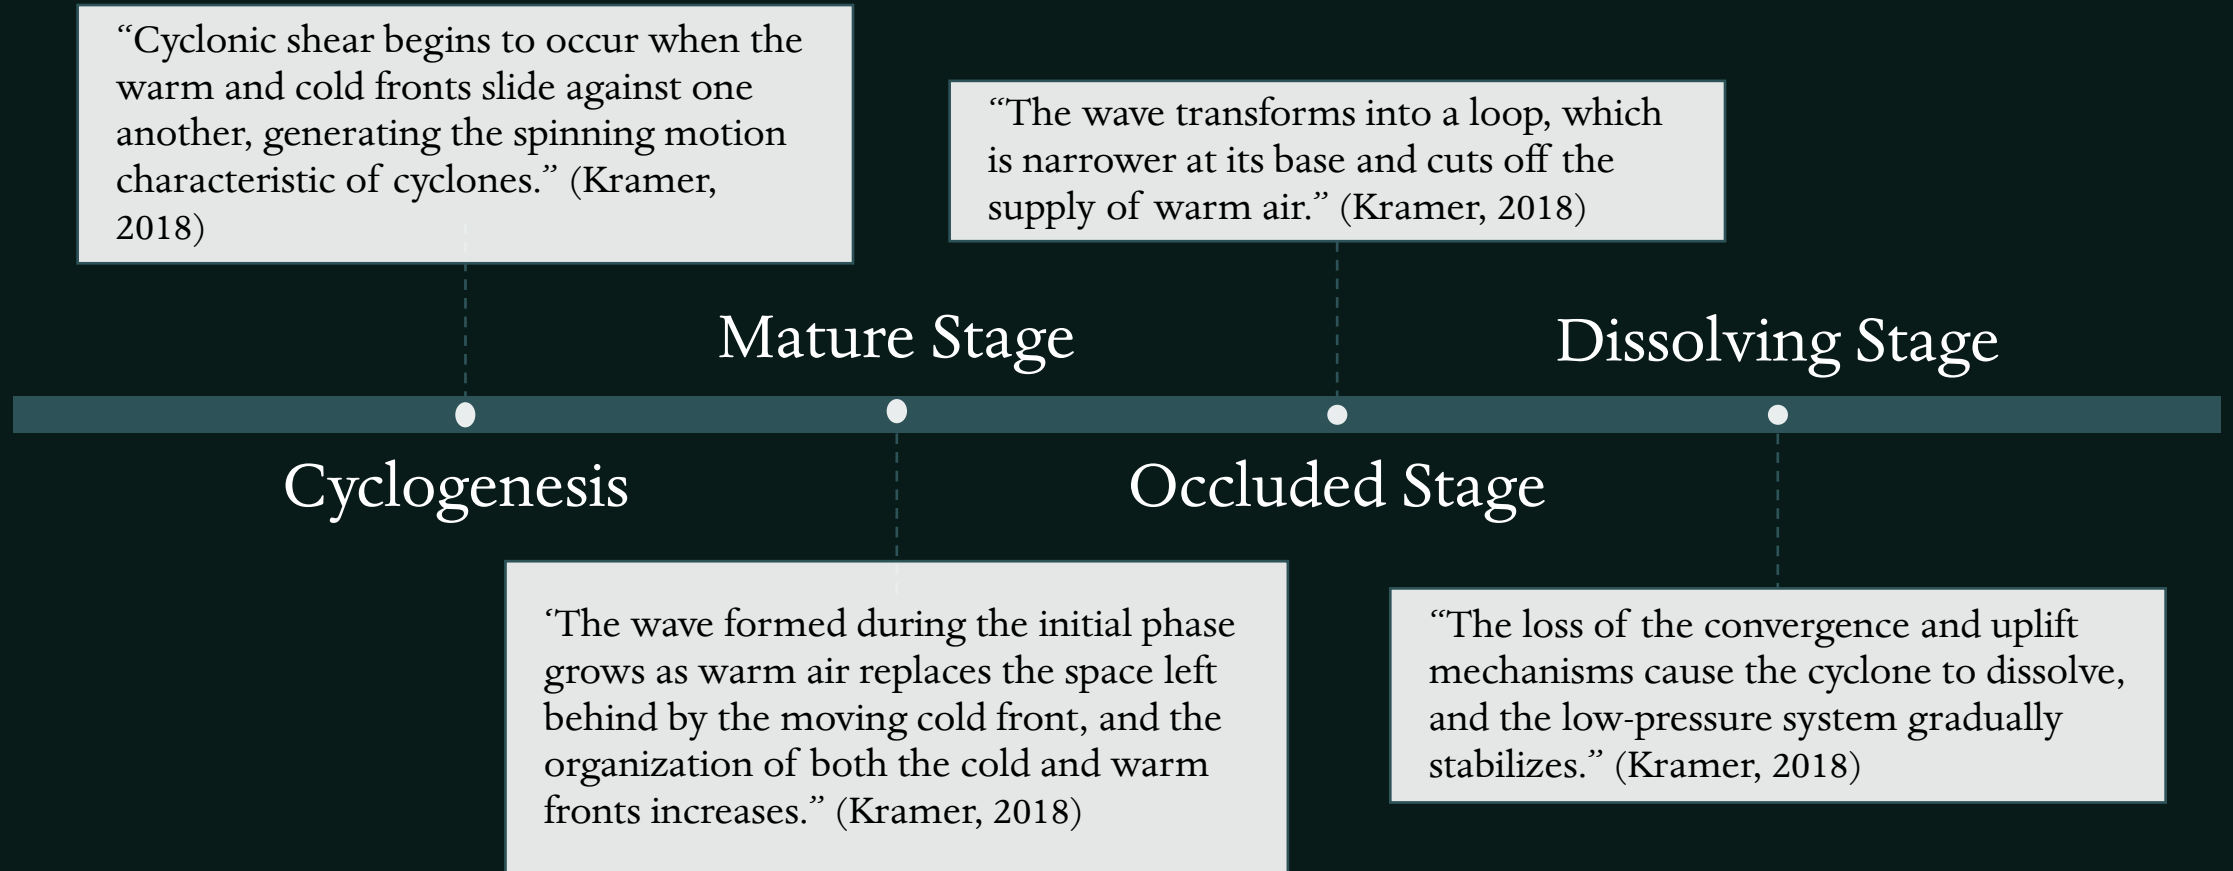 “Cyclonic shear begins to occur when the
warm and cold fronts slide against one
another, generating the spinning motion
characteristic of cyclones.” (Kramer,
2018)
“The wave transforms into a loop, which
is narrower at its base and cuts off the
supply of warm air.” (Kramer, 2018)
Mature Stage
Dissolving Stage
Cyclogenesis
Occluded Stage
‘The wave formed during the initial phase
grows as warm air replaces the space left
behind by the moving cold front, and the
organization of both the cold and warm
fronts increases.” (Kramer, 2018)
“The loss of the convergence and uplift
mechanisms cause the cyclone to dissolve,
and the low-pressure system gradually
stabilizes.” (Kramer, 2018)